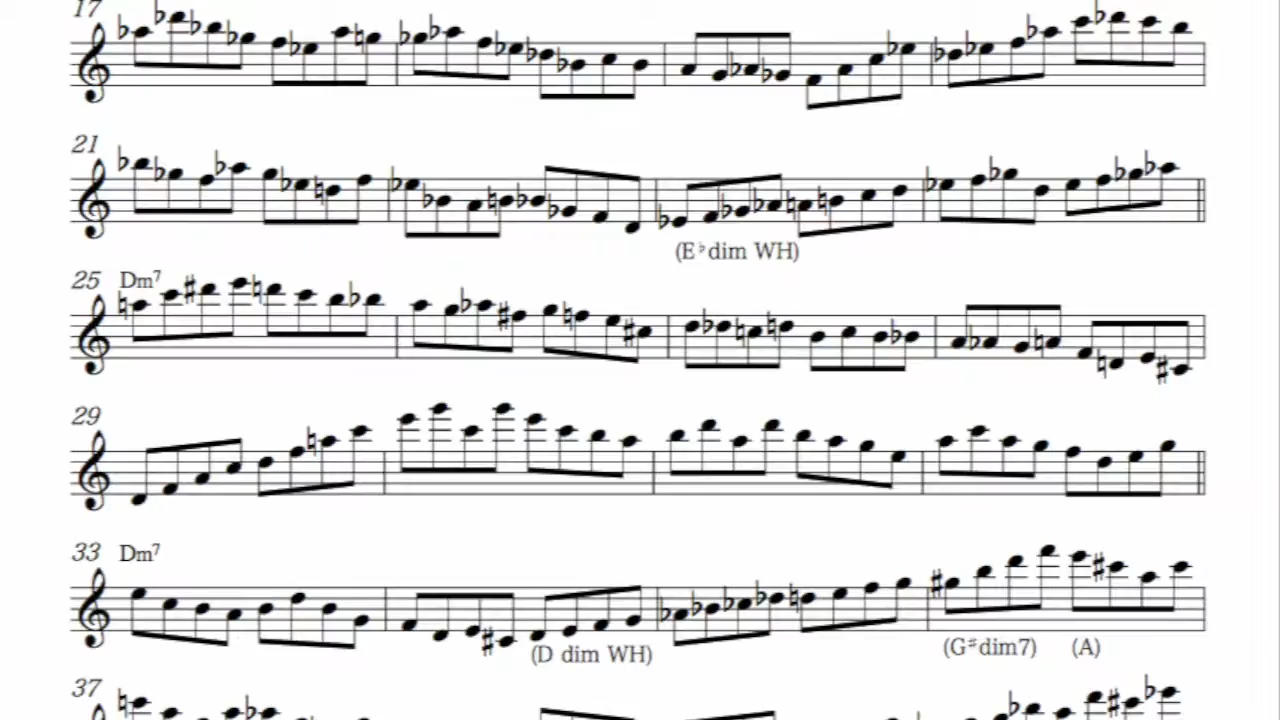 17
21
(E♭dim WH)
25 Dm7
29
33 Dm7
(D dim WH) (G♯dim7) (A)
37